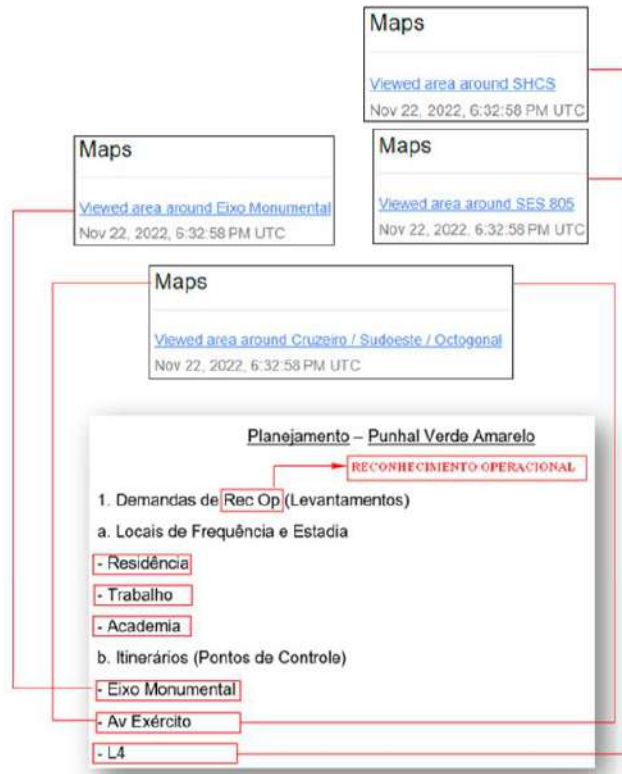 Maps
Viewed area around SHCS
Nov 22, 2022, 6:32:58 PM UTC
Maps
Viewed area around Eixo Monumental
Nov 22, 2022, 6:32:58 PM UTC
Maps
Viewed area around SES 805
Nov 22, 2022, 6:32:58 PM UTC
Maps
Viewed area around Cruzeiro / Sudoeste / Octogonal
Nov 22, 2022, 6:32:58 PM UTC
Planejamento – Punhal Verde Amarelo
RECONHECIMENTO OPERACIONAL
1. Demandas de Rec Op (Levantamentos)
a. Locais de Frequência e Estadia
- Residência
- Trabalho
- Academia
b. Itinerários (Pontos de Controle)
- Eixo Monumental
- Av Exército
- L4